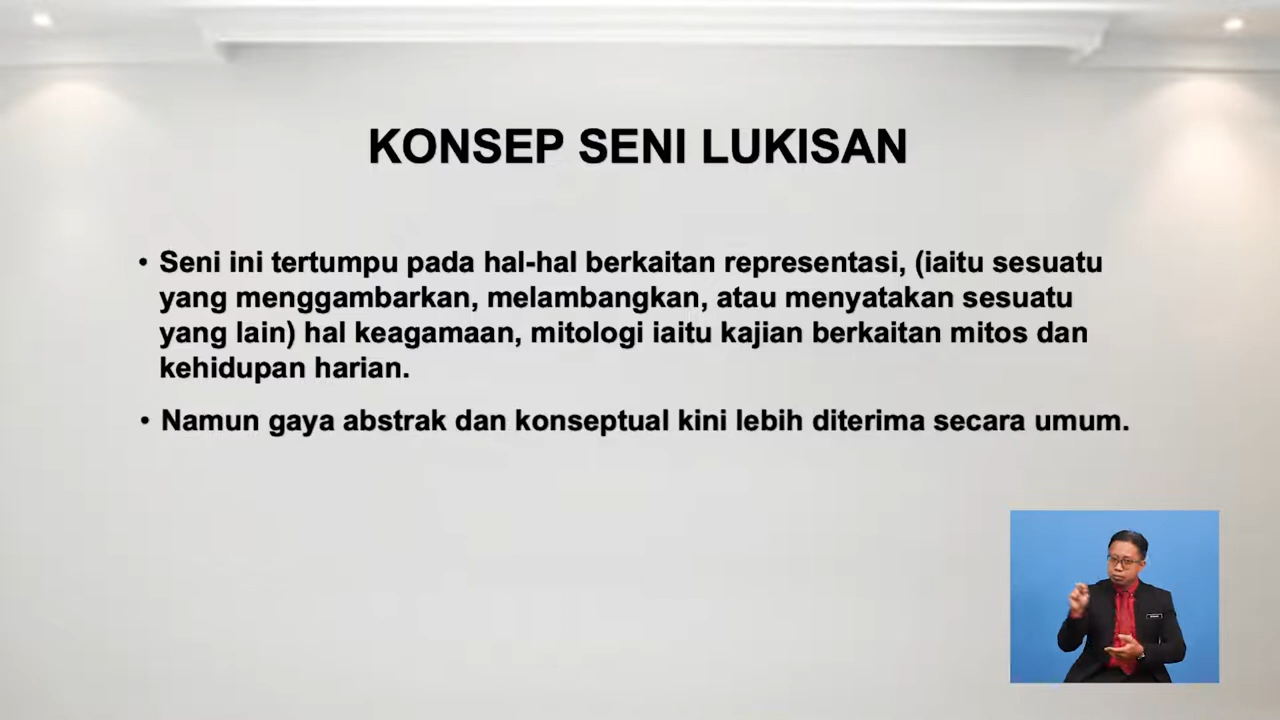 KONSEP SENI LUKISAN
• Seni ini tertumpu pada hal-hal berkaitan representasi, (iaitu sesuatu
yang menggambarkan, melambangkan, atau menyatakan sesuatu
yang lain) hal keagamaan, mitologi iaitu kajian berkaitan mitos dan
kehidupan harian.
• Namun gaya abstrak dan konseptual kini lebih diterima secara umum.